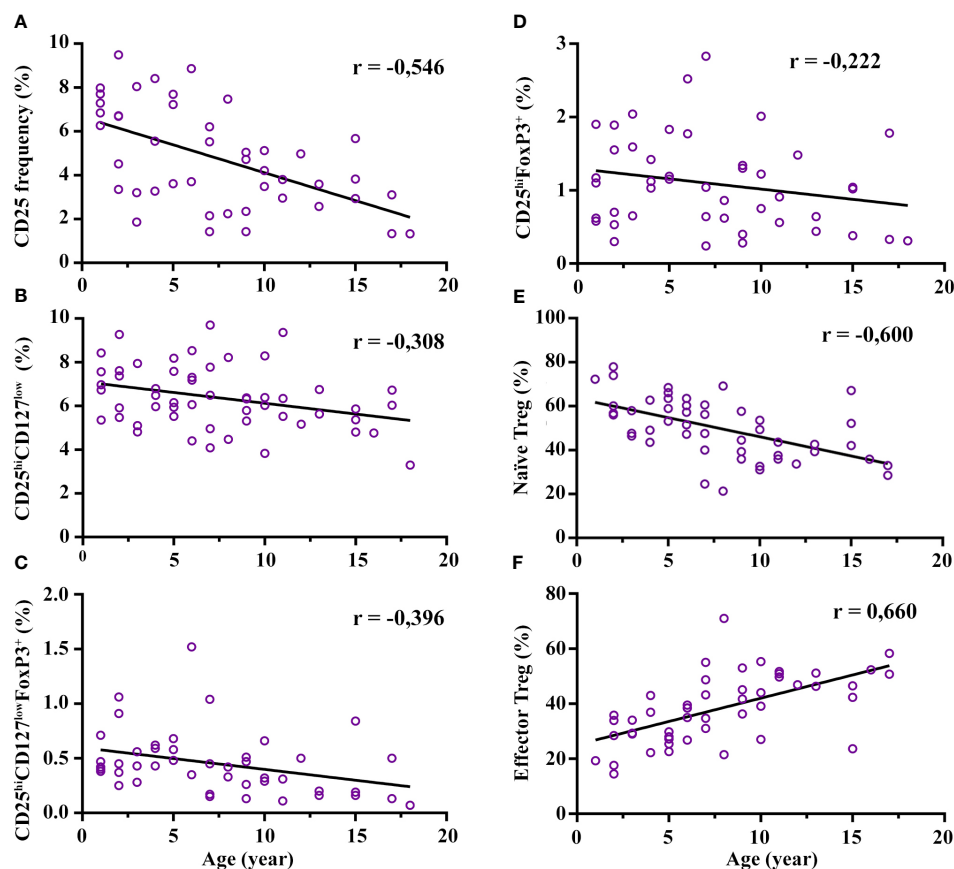 A
CD25 frequency (%)
10
8
6
4
2
0
r = -0,546
0 5 10 15 20
B
CD25hiCD127low (%)
10
8
6
4
2
0
r = -0,308
0 5 10 15 20
C
CD25hiCD127lowFoxP3+ (%)
2.0
1.5
1.0
0.5
0.0
r = -0,396
0 5 10 15 20
Age (year)
D
CD25hiFoxP3+ (%)
3
2
1
0
r = -0,222
0 5 10 15 20
E
Naïve Treg (%)
100
80
60
40
20
0
r = -0,600
0 5 10 15 20
F
Effector Treg (%)
80
60
40
20
0
r = 0,660
0 5 10 15 20
Age (year)